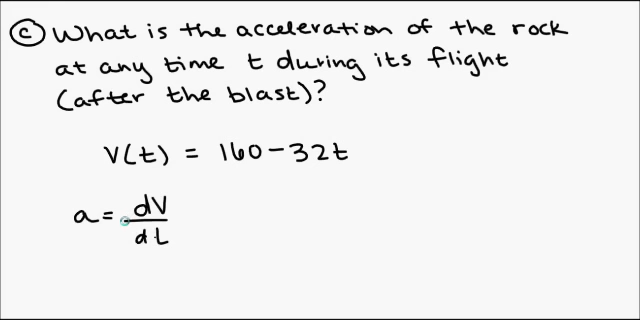 (c) What is the acceleration of the rock
at any time t during its flight
(after the blast)?
V(t) = 160 - 32t
a = dV/dt